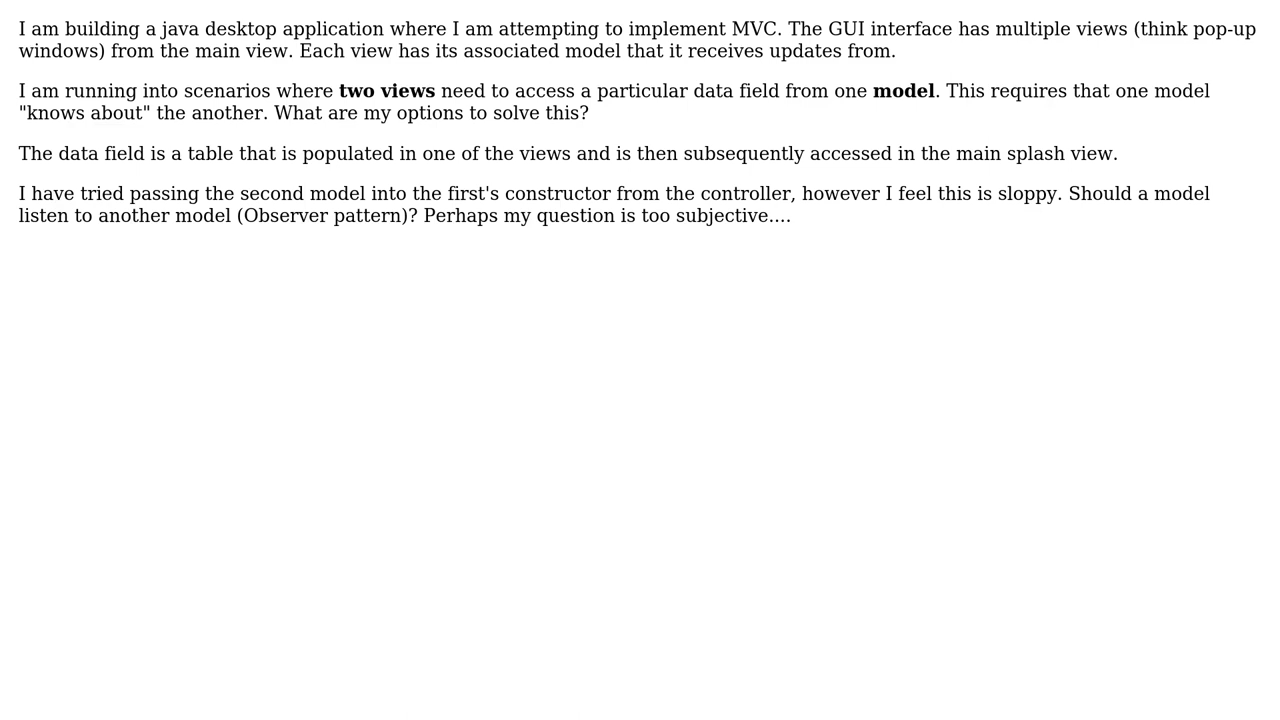 I am building a java desktop application where I am attempting to implement MVC. The GUI interface has multiple views (think pop-up
windows) from the main view. Each view has its associated model that it receives updates from.
I am running into scenarios where two views need to access a particular data field from one model. This requires that one model
"knows about" the another. What are my options to solve this?
The data field is a table that is populated in one of the views and is then subsequently accessed in the main splash view.
I have tried passing the second model into the first's constructor from the controller, however I feel this is sloppy. Should a model
listen to another model (Observer pattern)? Perhaps my question is too subjective....